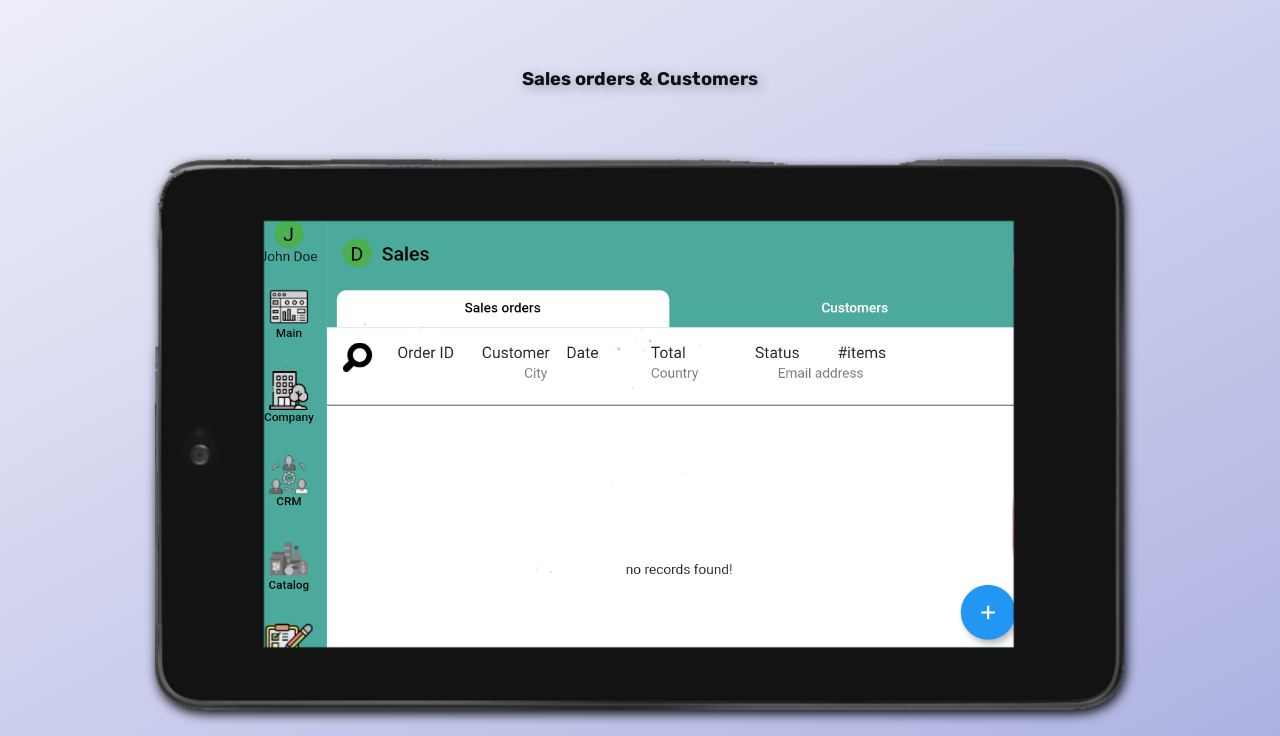 Sales orders & Customers
J
John Doe
D Sales
Sales orders Customers
Order ID Customer Date Total Status #items
City Country Email address
Main
Company
CRM
Catalog
no records found!
+